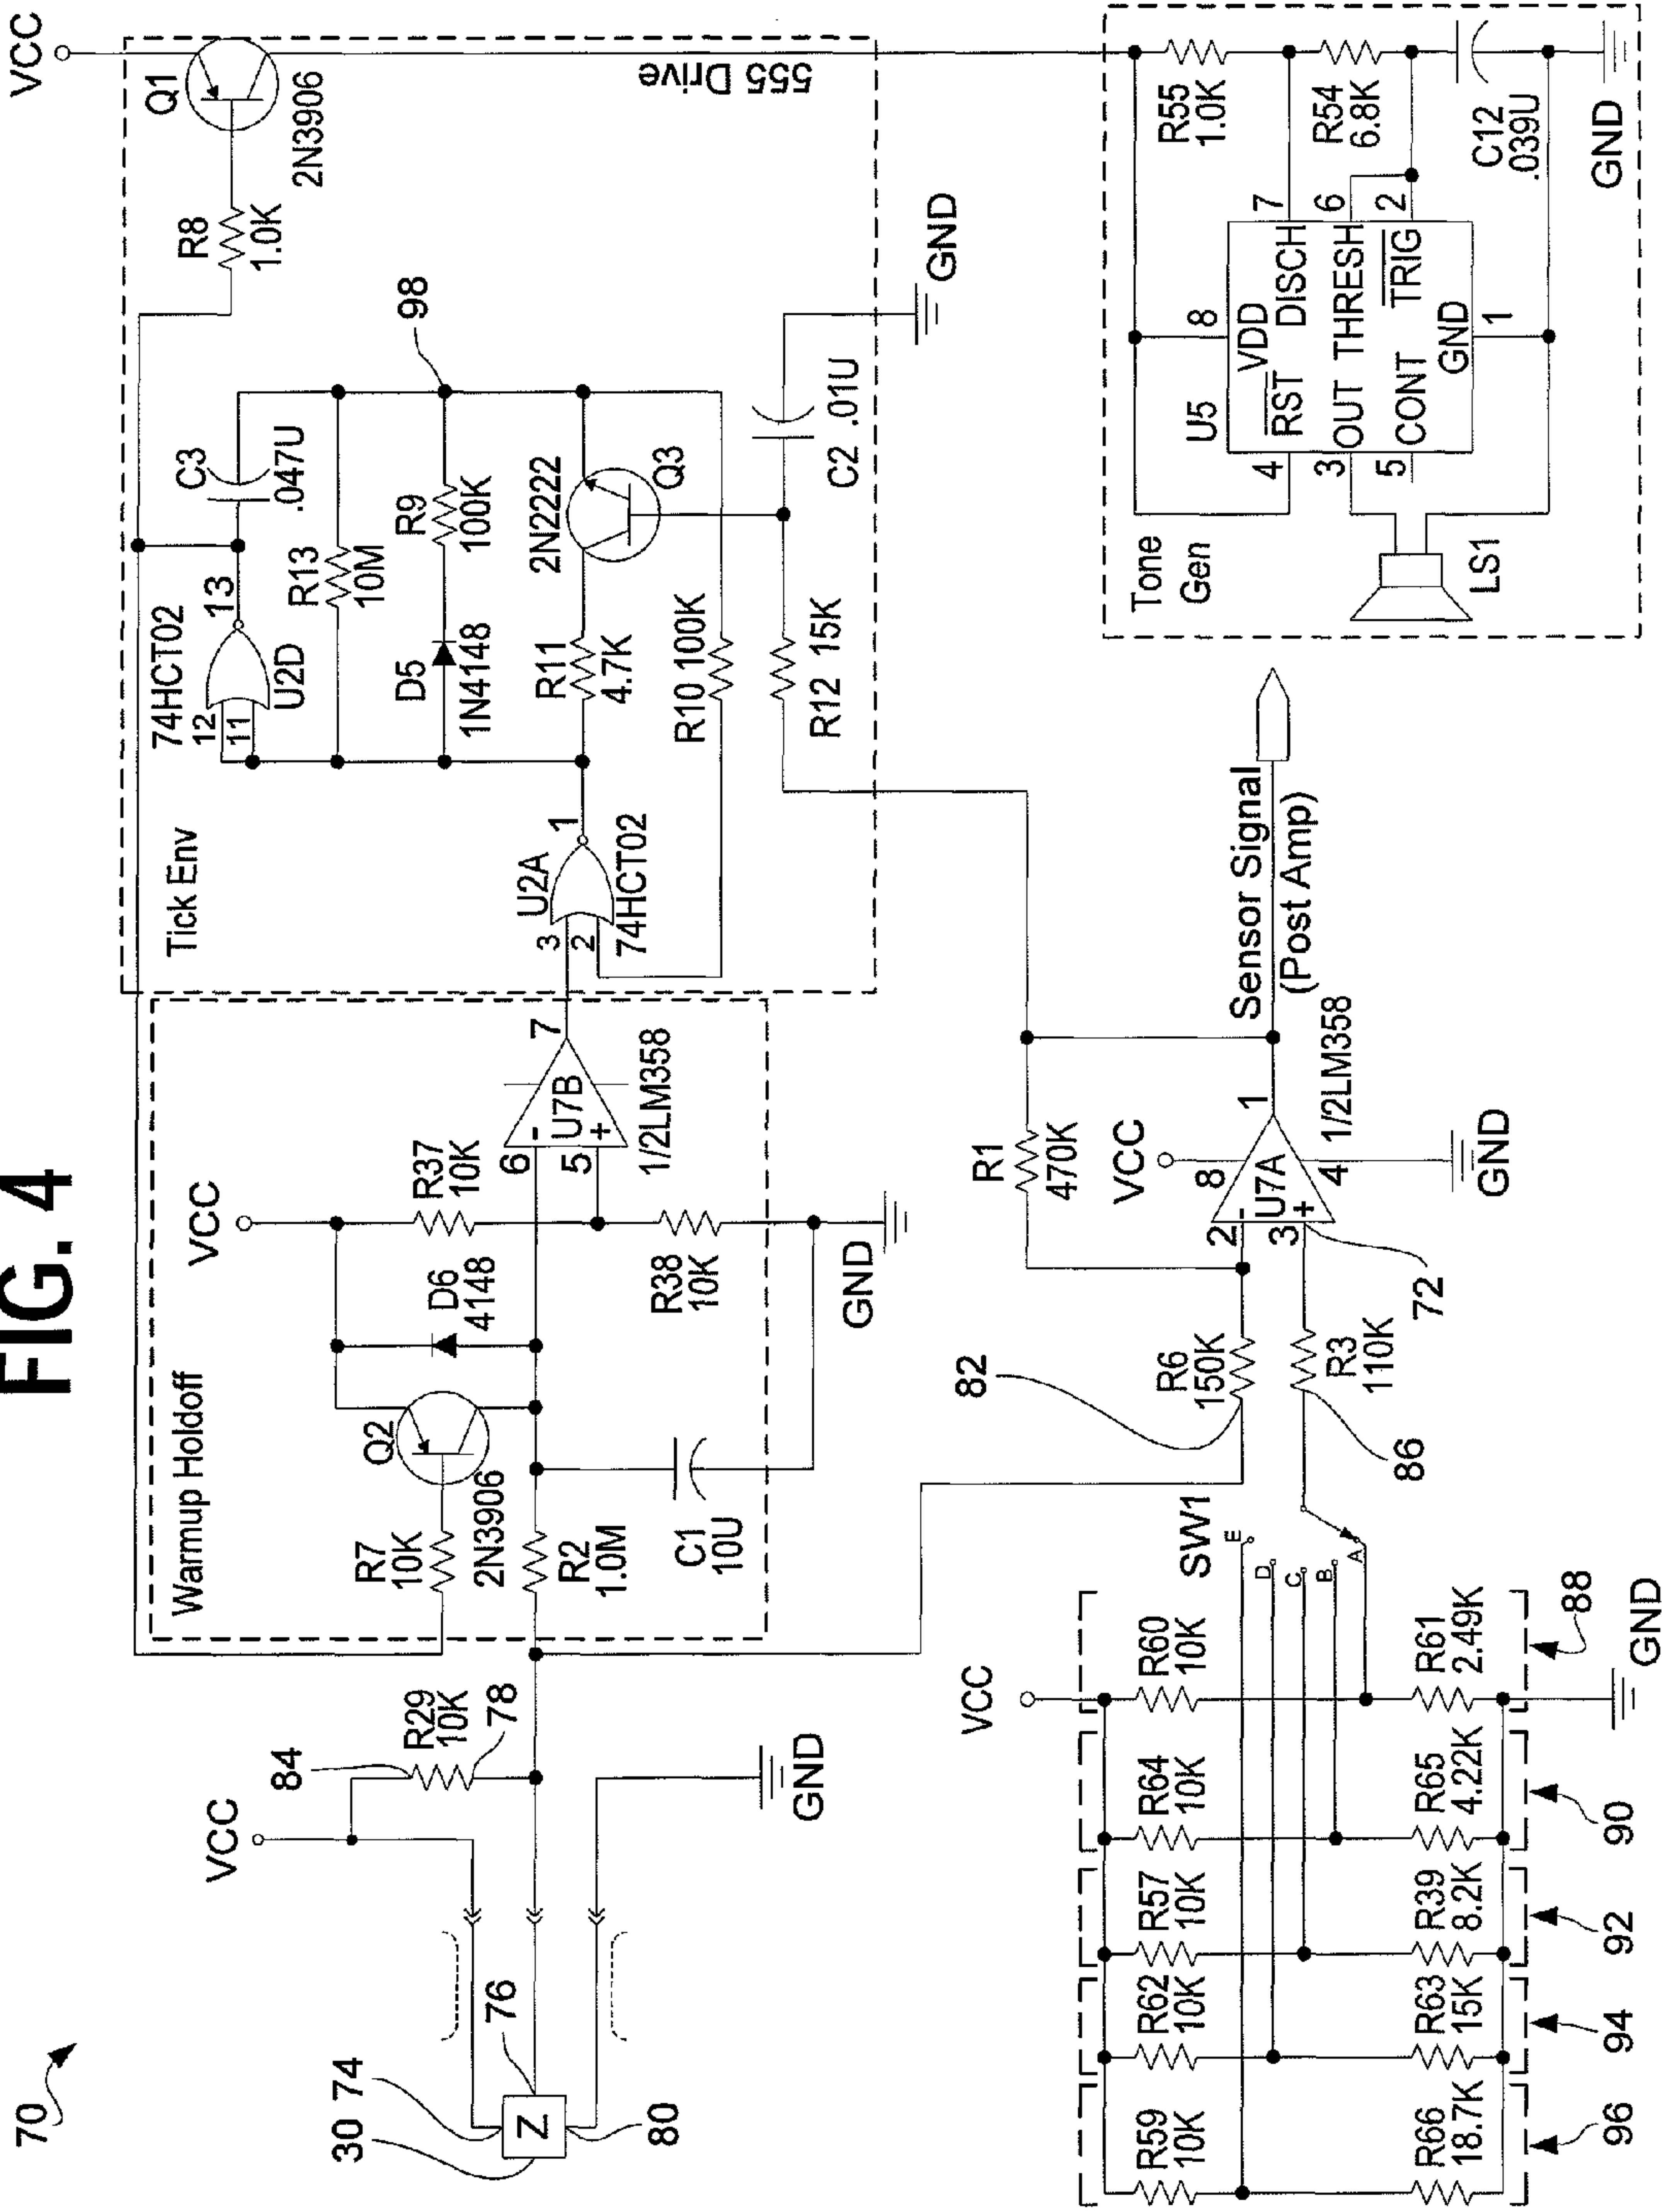 FIG. 4
70
VCC
84
R29
10K
78
74
30
76
Z
80
GND
Warmup Holdoff
R7
10K
Q2
2N3906
R2
1.0M
C1
10U
D6
4148
VCC
R37
10K
R38
10K
GND
6
5
-
+
U7B
7
1/2LM358
Tick Env
U2A
3
2
1
74HCT02
74HCT02
12
11
13
U2D
C3
.047U
R13
10M
D5
1N4148
R9
100K
R11
4.7K
2N2222
Q3
R10 100K
R12 15K
C2 .01U
GND
98
R8
1.0K
Q1
2N3906
VCC
555 Drive
R59
10K
R62
10K
R57
10K
R64
10K
R60
10K
VCC
R66
18.7K
R63
15K
R39
8.2K
R65
4.22K
R61
2.49K
96
94
92
90
88
GND
SW1
E
D
C
B
A
82
R6
150K
86
R3
110K
72
R1
470K
VCC
8
2
3
-
+
U7A
1
4
1/2LM358
GND
Sensor Signal
(Post Amp)
Tone
Gen
LS1
U5
4
3
5
8
7
6
2
1
VDD
RST
DISCH
OUT THRESH
TRIG
CONT
GND
R55
1.0K
R54
6.8K
C12
.039U
GND